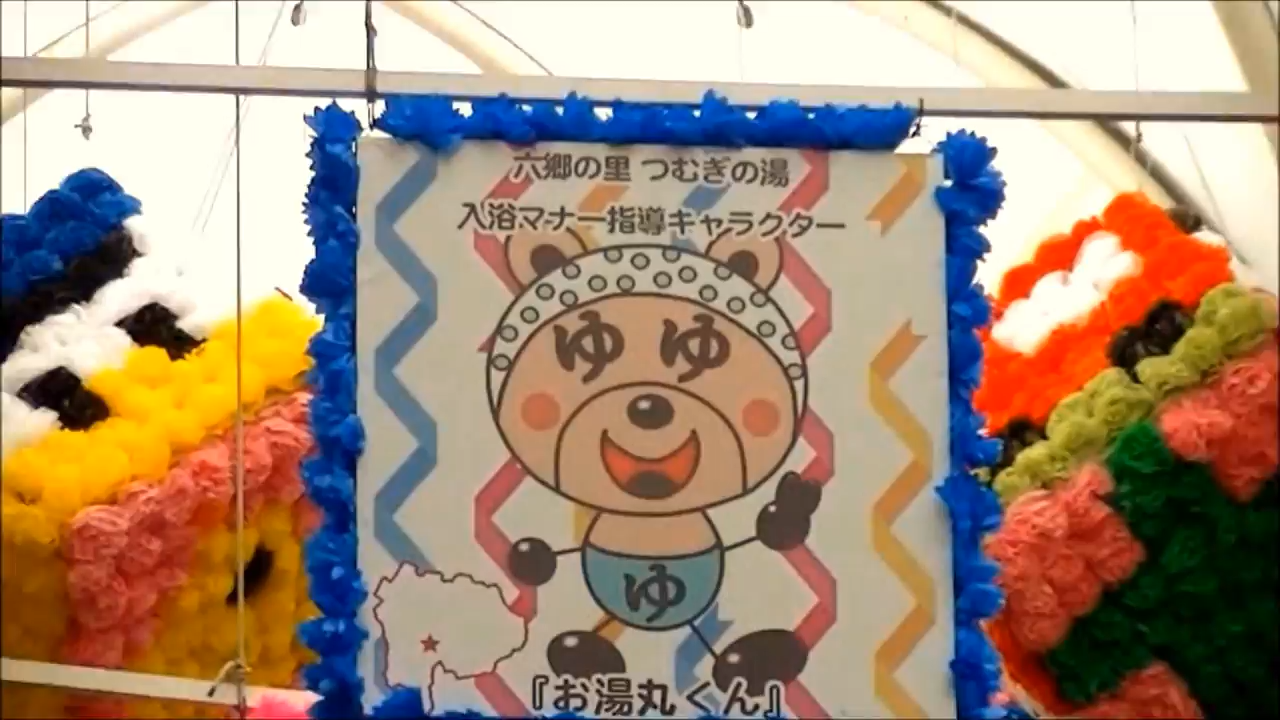 六郷の里 つむぎの湯
入浴マナー指導キャラクター
ゆ ゆ
ゆ
『お湯丸くん』